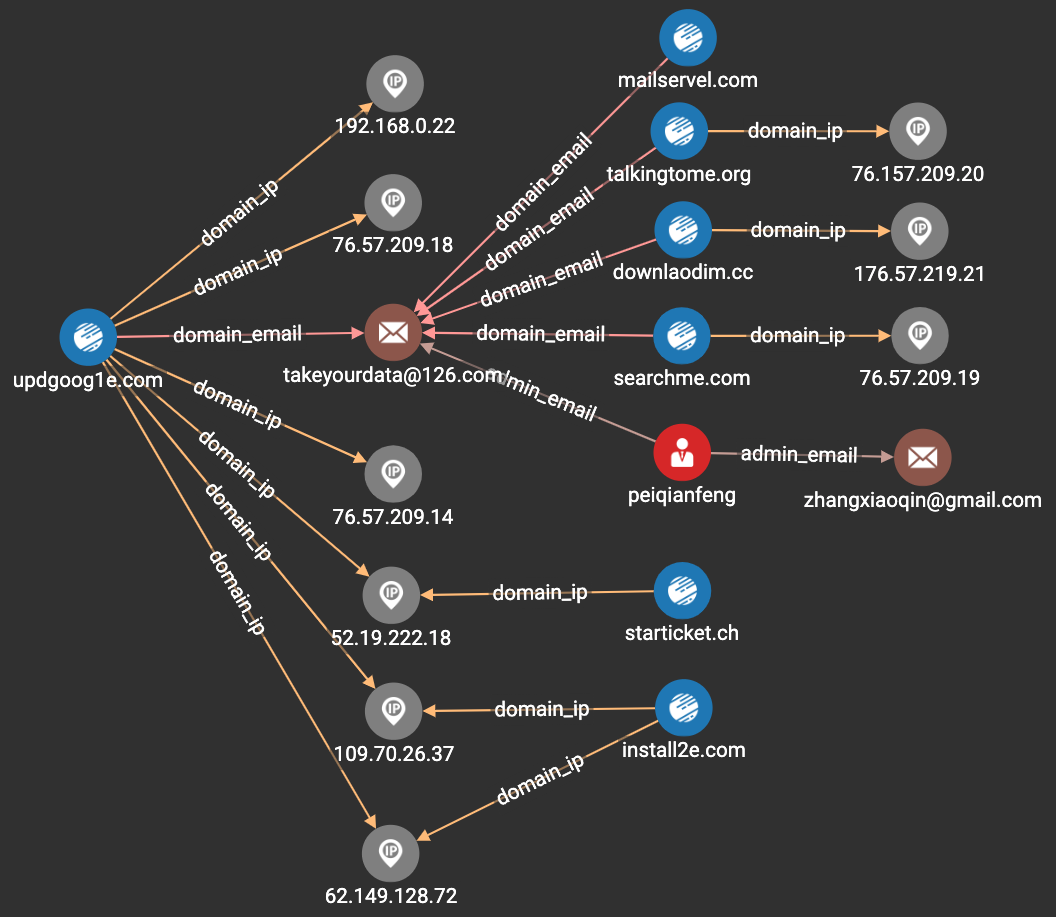 mailservel.com
IP
192.168.0.22
domain_email
domain_ip
talkingtome.org
IP
76.157.209.20
domain_ip
IP
76.57.209.18
domain_email
domain_ip
downlaodim.cc
domain_ip
IP
176.57.219.21
domain_ip
domain_email
updgoog1e.com
domain_email
takeyourdata@126.com
domain_email
searchme.com
domain_ip
IP
76.57.209.19
domain_ip
min_email
peiqianfeng
admin_email
zhangxiaoqin@gmail.com
domain_ip
IP
76.57.209.14
domain_ip
IP
52.19.222.18
domain_ip
starticket.ch
domain_ip
IP
109.70.26.37
domain_ip
install2e.com
domain_ip
IP
62.149.128.72